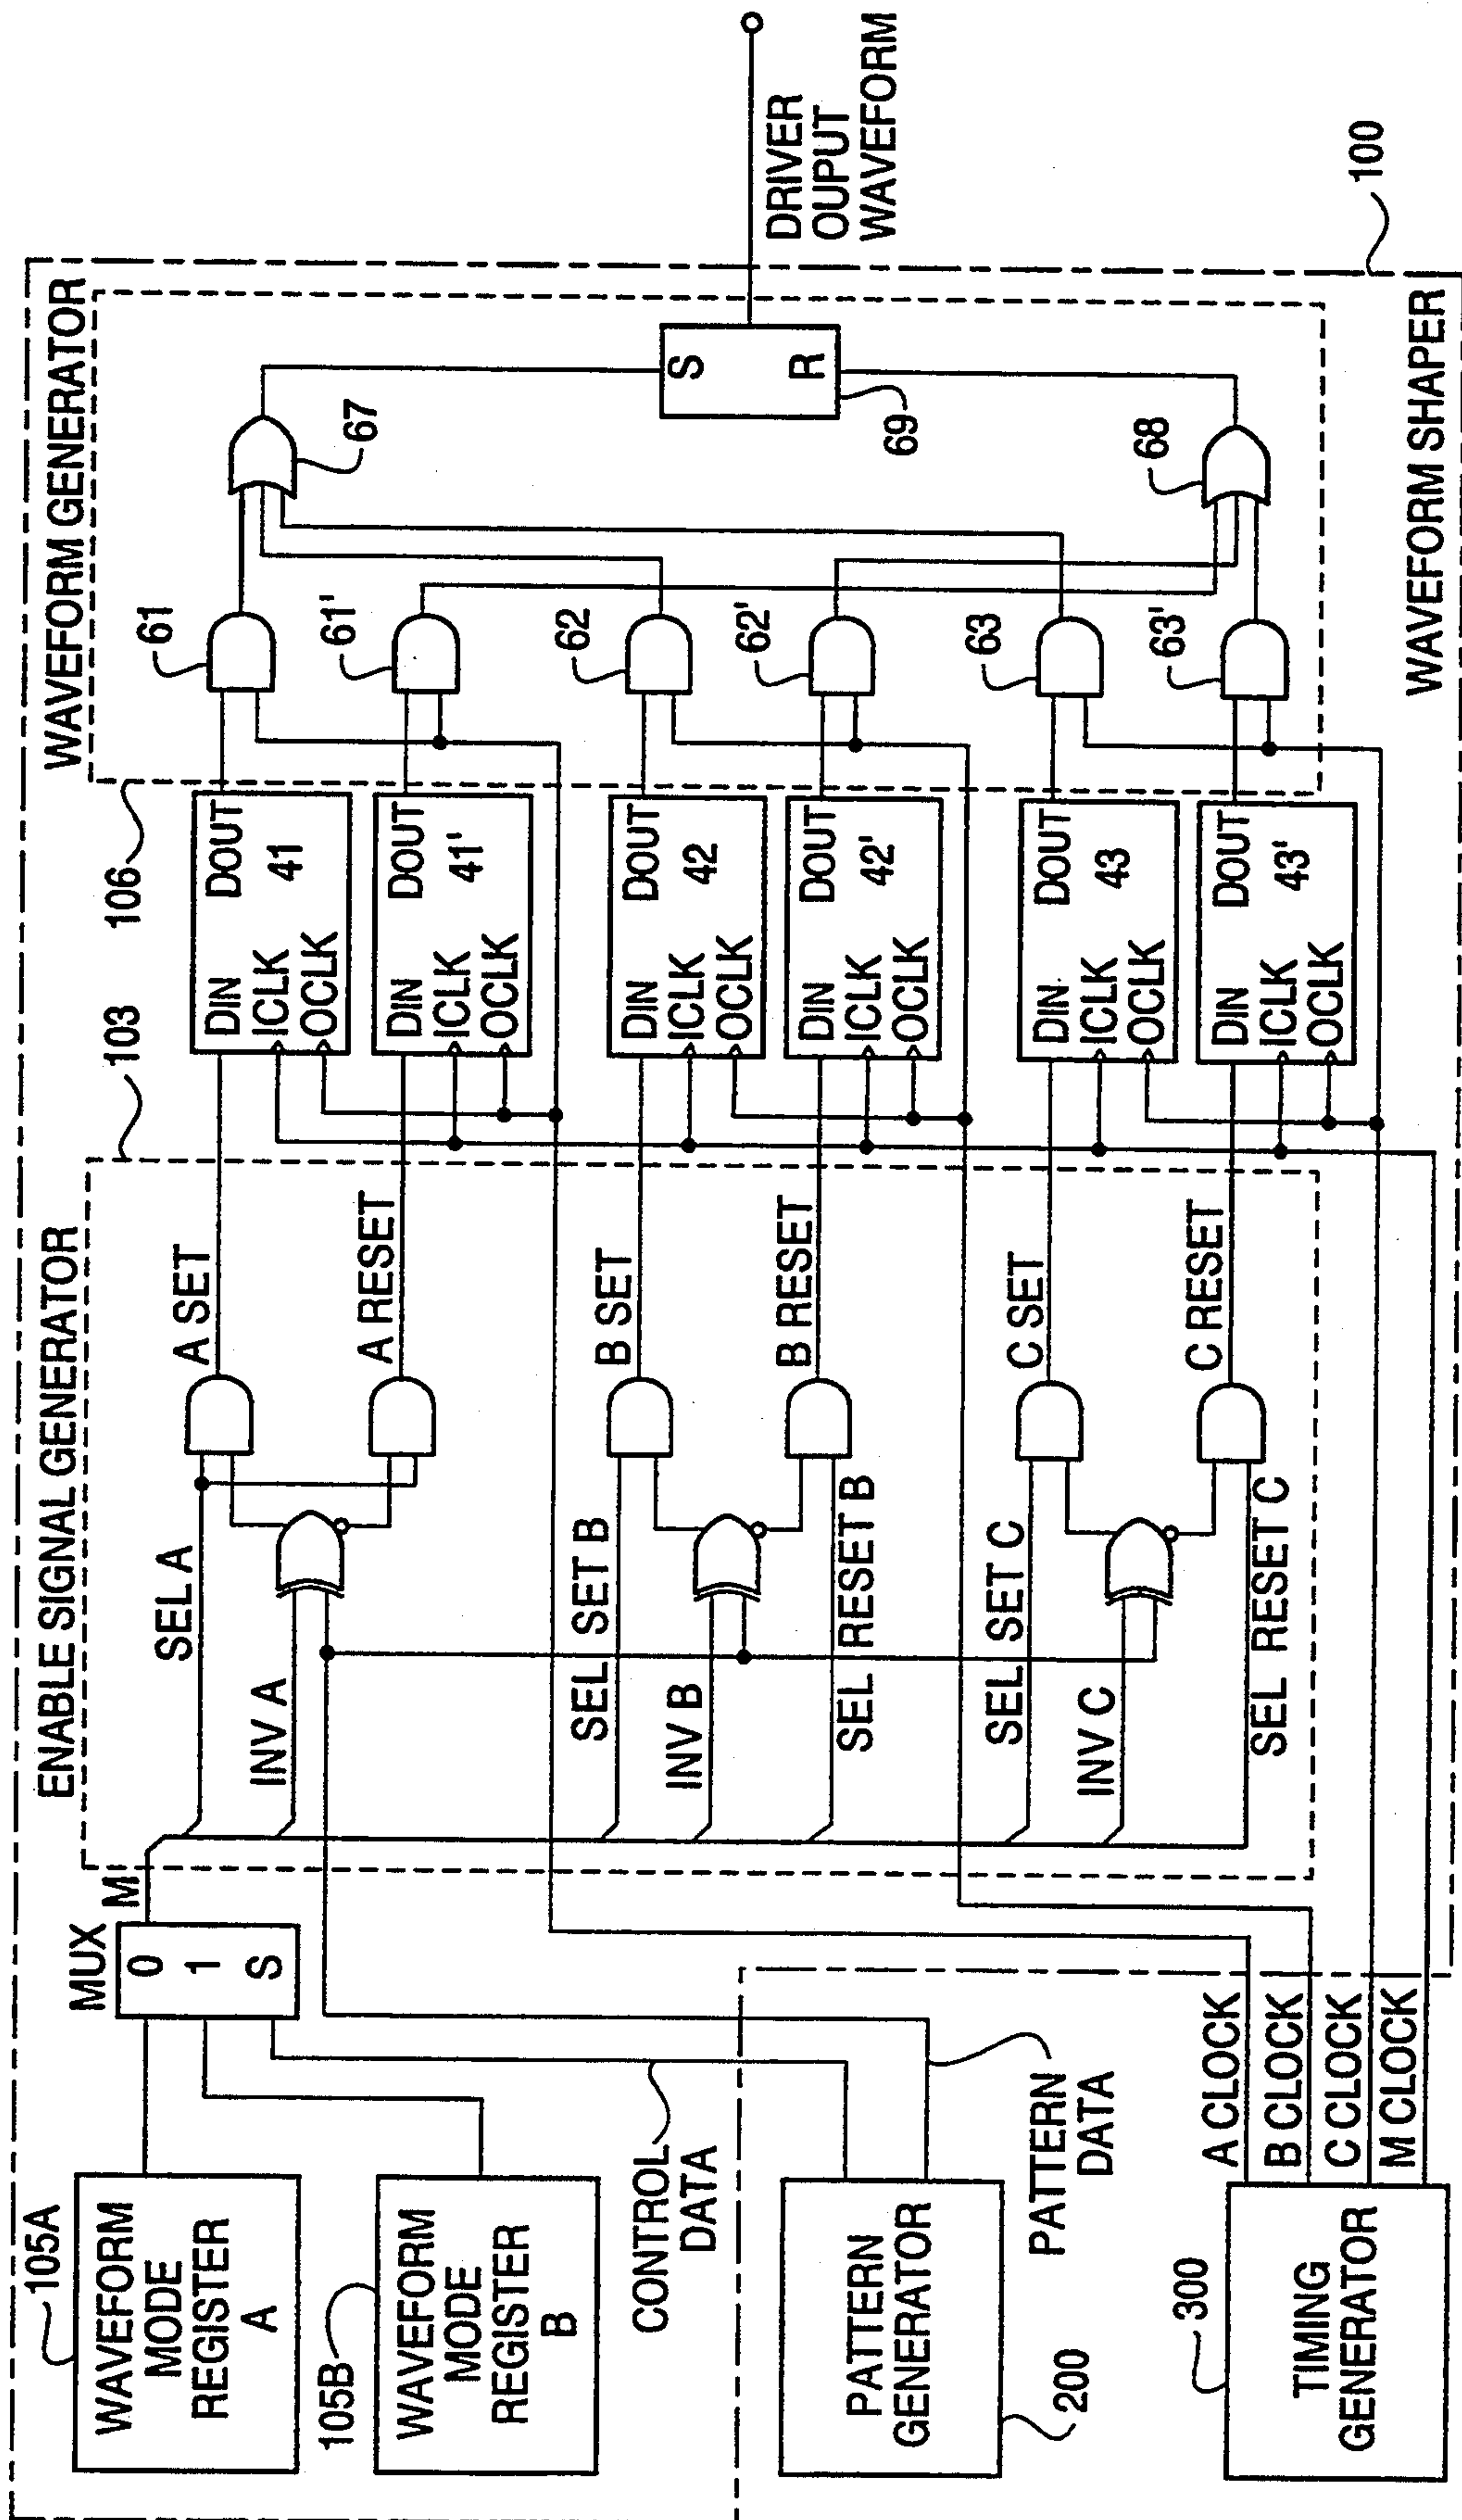 105A
WAVEFORM
MODE
REGISTER
A
105B
WAVEFORM
MODE
REGISTER
B
MUX
0
1
S
M
CONTROL
DATA
PATTERN
GENERATOR
200
PATTERN
DATA
300
TIMING
GENERATOR
A CLOCK
B CLOCK
C CLOCK
M CLOCK
ENABLE SIGNAL GENERATOR
103
SEL A
INV A
A SET
A RESET
SEL SET B
INV B
SEL RESET B
B SET
B RESET
SEL SET C
INV C
SEL RESET C
C SET
C RESET
DIN DOUT
ICLK 41
OCLK
DIN DOUT
ICLK 41'
OCLK
DIN DOUT
ICLK 42
OCLK
DIN DOUT
ICLK 42'
OCLK
DIN DOUT
ICLK 43
OCLK
DIN DOUT
ICLK 43'
OCLK
106
WAVEFORM GENERATOR
61
61'
62
62'
63
63'
67
68
S
R
69
DRIVER
OUPUT
WAVEFORM
WAVEFORM SHAPER
100